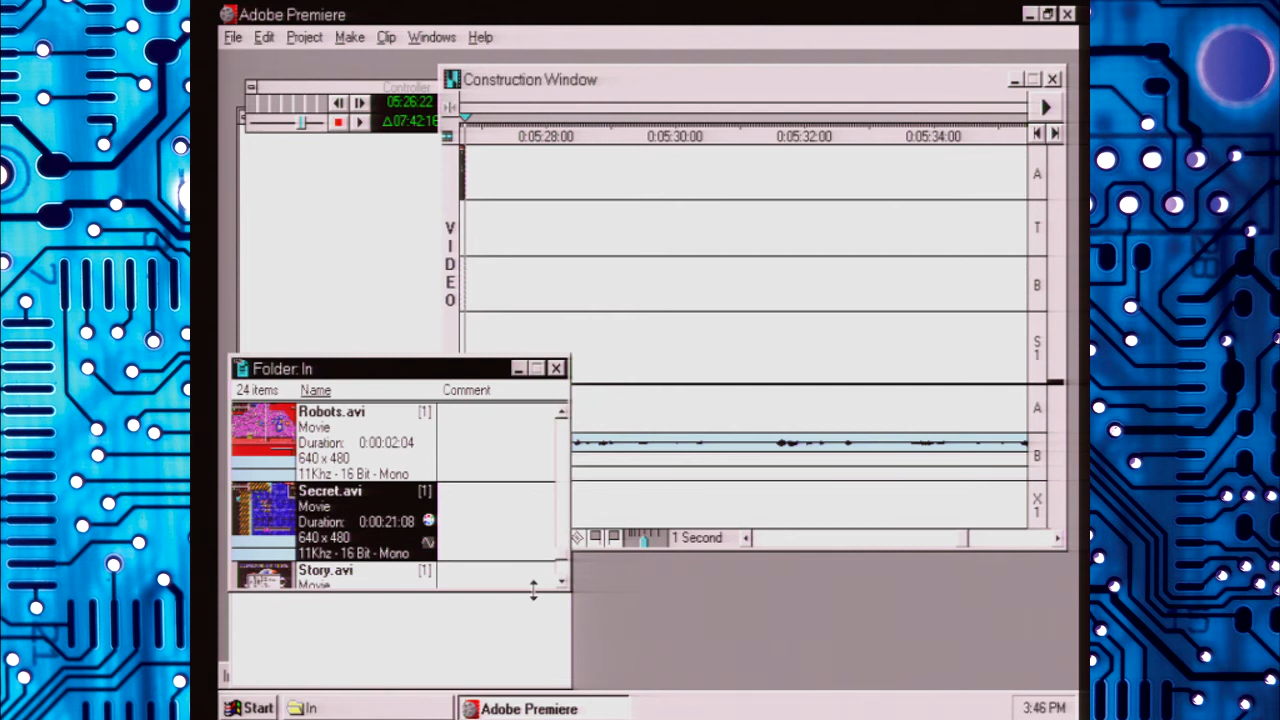 Adobe Premiere
File Edit Project Make Clip Windows Help
Construction Window
Controller
05:26:22
△07:42:16
0:05:28:00 0:05:30:00 0:05:32:00 0:05:34:00
A
T
VIDEO
B
S
1
Folder: In
24 items Name Comment
Robots.avi [1]
Movie
Duration: 0:00:02:04
640 x 480
11Khz - 16 Bit - Mono
Secret.avi [1]
Movie
Duration: 0:00:21:08
640 x 480
11Khz - 16 Bit - Mono
Story.avi [1]
Movie
A
B
X
1
1 Second
Start In Adobe Premiere 3:46 PM